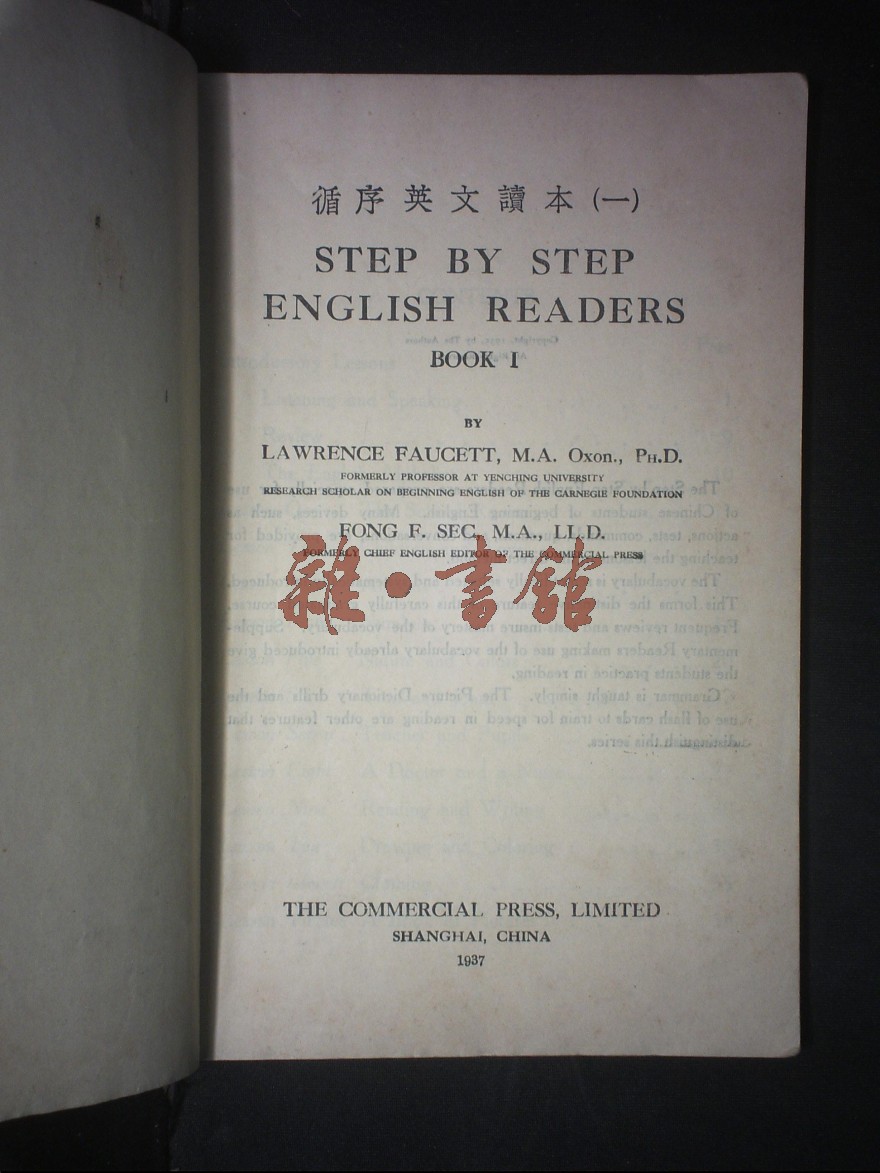 循序英文讀本(一)
STEP BY STEP
ENGLISH READERS
BOOK I
BY
LAWRENCE FAUCETT, M.A. Oxon., PH.D.
FORMERLY PROFESSOR AT YENCHING UNIVERSITY
RESEARCH SCHOLAR ON BEGINNING ENGLISH OF THE CARNEGIE FOUNDATION
FONG F. SEC, M.A., LL.D.
FORMERLY CHIEF ENGLISH EDITOR OF THE COMMERCIAL PRESS
雜·書館
THE COMMERCIAL PRESS, LIMITED
SHANGHAI, CHINA
1937